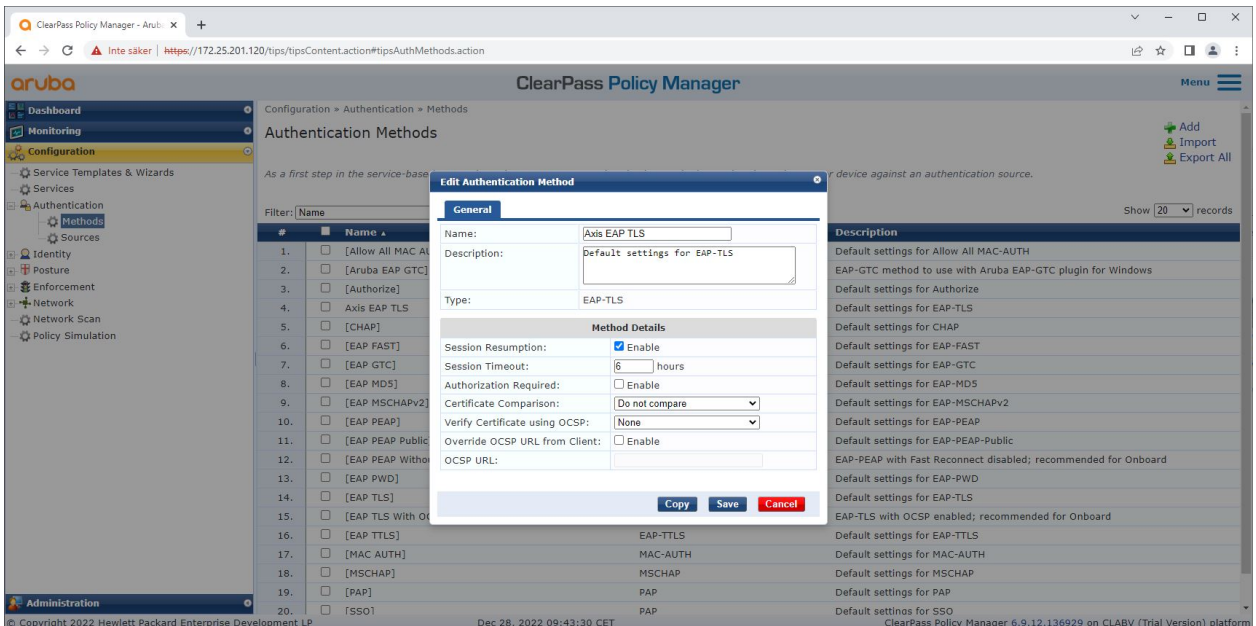 ClearPass Policy Manager - Arub
Inte säker | https://172.25.201.120/tips/tipsContent.action#tipsAuthMethods.action
aruba
ClearPass Policy Manager
Menu
Dashboard
Monitoring
Configuration
Service Templates & Wizards
Services
Authentication
Methods
Sources
Identity
Posture
Enforcement
Network
Network Scan
Policy Simulation
Administration
Configuration » Authentication » Methods
Authentication Methods
Add
Import
Export All
As a first step in the service-base
r device against an authentication source.
Filter: Name
Show 20 records
# Name Description
1. [Allow All MAC AU Default settings for Allow All MAC-AUTH
2. [Aruba EAP GTC] EAP-GTC method to use with Aruba EAP-GTC plugin for Windows
3. [Authorize] Default settings for Authorize
4. Axis EAP TLS Default settings for EAP-TLS
5. [CHAP] Default settings for CHAP
6. [EAP FAST] Default settings for EAP-FAST
7. [EAP GTC] Default settings for EAP-GTC
8. [EAP MD5] Default settings for EAP-MD5
9. [EAP MSCHAPv2] Default settings for EAP-MSCHAPv2
10. [EAP PEAP] Default settings for EAP-PEAP
11. [EAP PEAP Public Default settings for EAP-PEAP-Public
12. [EAP PEAP Witho EAP-PEAP with Fast Reconnect disabled; recommended for Onboard
13. [EAP PWD] Default settings for EAP-PWD
14. [EAP TLS] Default settings for EAP-TLS
15. [EAP TLS With OC EAP-TLS with OCSP enabled; recommended for Onboard
16. [EAP TTLS] EAP-TTLS Default settings for EAP-TTLS
17. [MAC AUTH] MAC-AUTH Default settings for MAC-AUTH
18. [MSCHAP] MSCHAP Default settings for MSCHAP
19. [PAP] PAP Default settings for PAP
20. [SSO] PAP Default settings for SSO
Edit Authentication Method
General
Name: Axis EAP TLS
Description: Default settings for EAP-TLS
Type: EAP-TLS
Method Details
Session Resumption: Enable
Session Timeout: 6 hours
Authorization Required: Enable
Certificate Comparison: Do not compare
Verify Certificate using OCSP: None
Override OCSP URL from Client: Enable
OCSP URL:
Copy Save Cancel
© Copyright 2022 Hewlett Packard Enterprise Development LP
Dec 28, 2022 09:43:30 CET
ClearPass Policy Manager 6.9.12.136929 on CLABV (Trial Version) platform